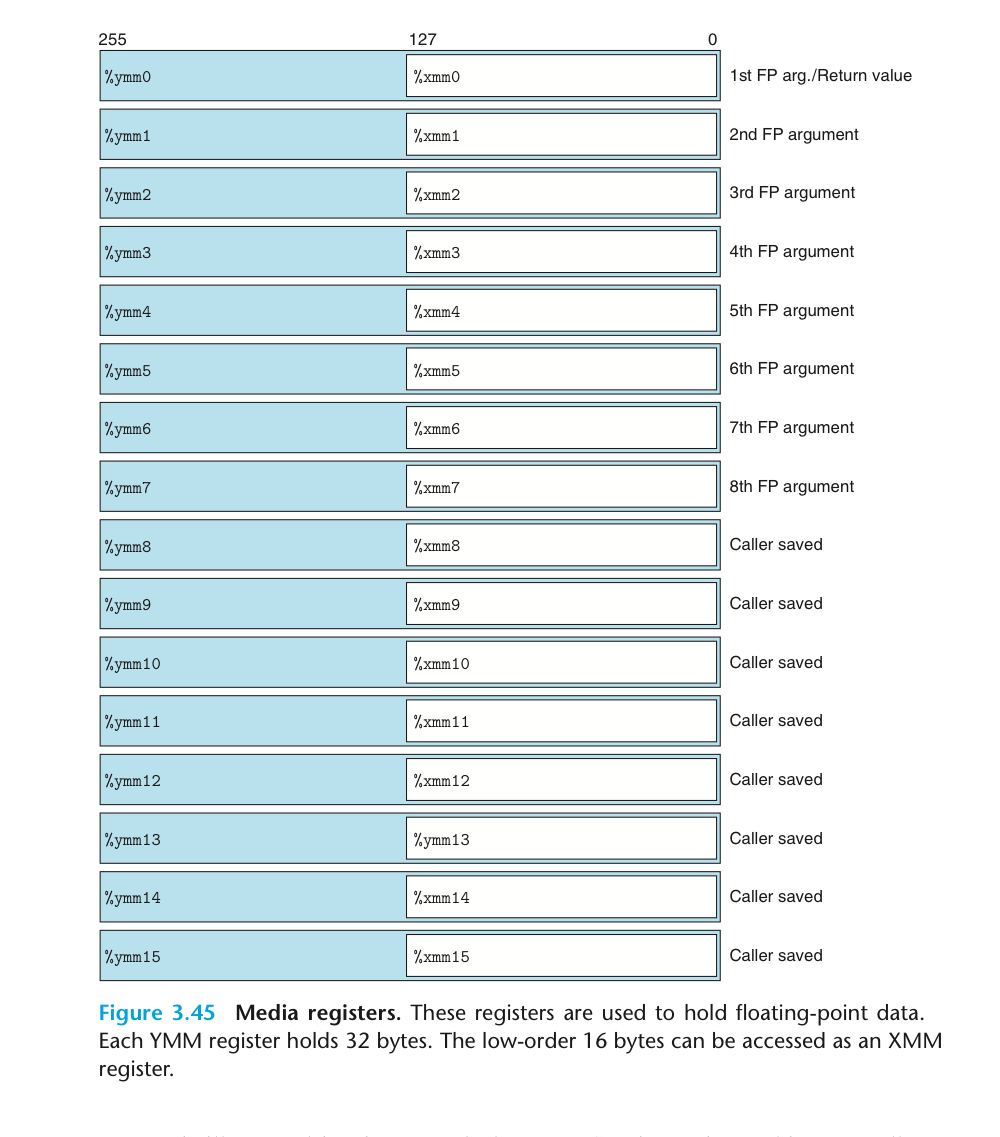 255 127 0
%ymm0 %xmm0 1st FP arg./Return value
%ymm1 %xmm1 2nd FP argument
%ymm2 %xmm2 3rd FP argument
%ymm3 %xmm3 4th FP argument
%ymm4 %xmm4 5th FP argument
%ymm5 %xmm5 6th FP argument
%ymm6 %xmm6 7th FP argument
%ymm7 %xmm7 8th FP argument
%ymm8 %xmm8 Caller saved
%ymm9 %xmm9 Caller saved
%ymm10 %xmm10 Caller saved
%ymm11 %xmm11 Caller saved
%ymm12 %xmm12 Caller saved
%ymm13 %ymm13 Caller saved
%ymm14 %xmm14 Caller saved
%ymm15 %xmm15 Caller saved
Figure 3.45 Media registers. These registers are used to hold floating-point data.
Each YMM register holds 32 bytes. The low-order 16 bytes can be accessed as an XMM
register.